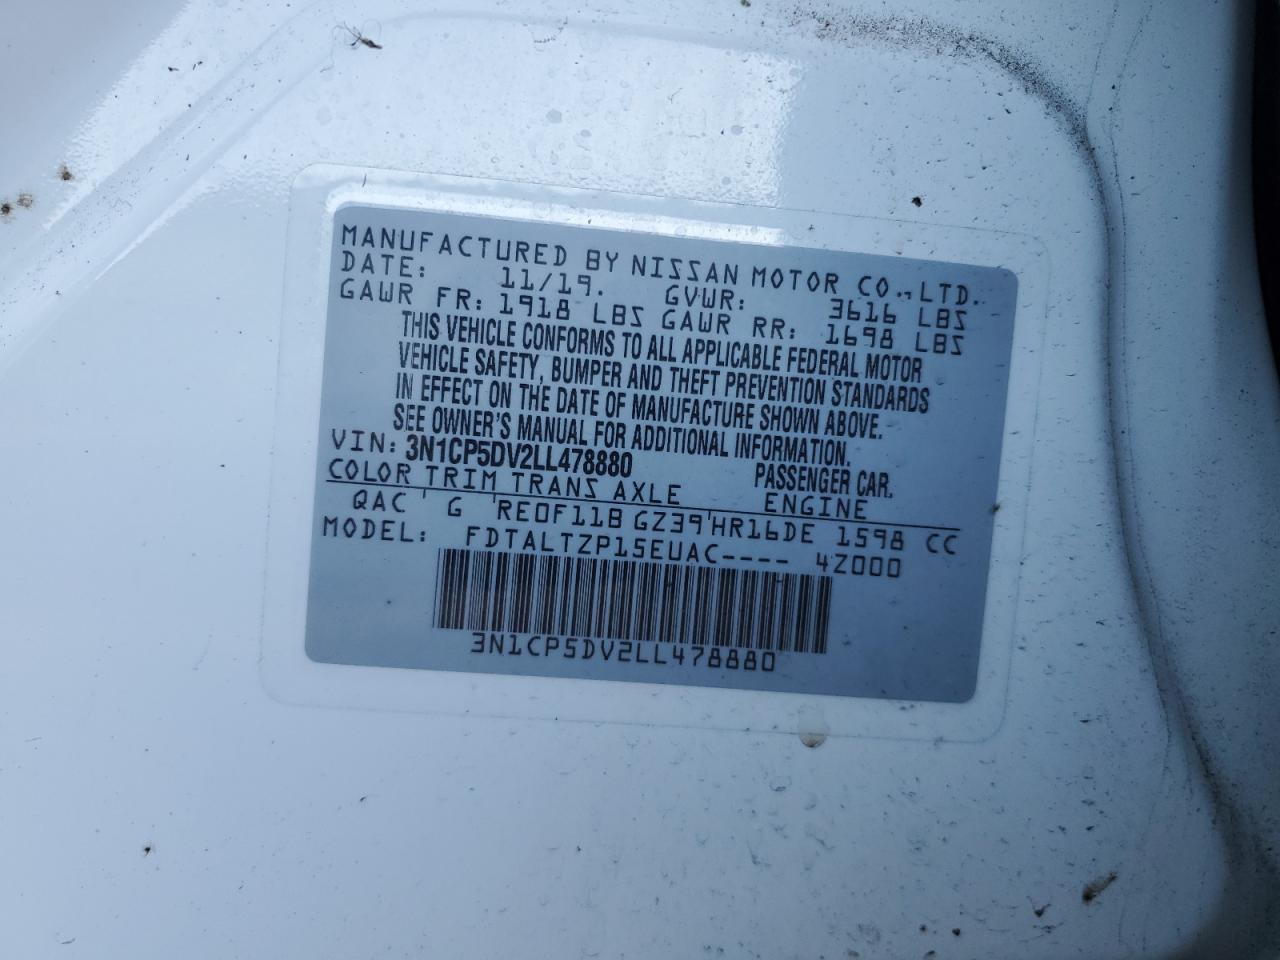 MANUFACTURED BY NISSAN MOTOR CO.,LTD.
DATE: 11/19. GVWR: 3616 LBS
GAWR FR: 1918 LBS GAWR RR: 1698 LBS
THIS VEHICLE CONFORMS TO ALL APPLICABLE FEDERAL MOTOR
VEHICLE SAFETY, BUMPER AND THEFT PREVENTION STANDARDS
IN EFFECT ON THE DATE OF MANUFACTURE SHOWN ABOVE.
SEE OWNER'S MANUAL FOR ADDITIONAL INFORMATION.
VIN: 3N1CP5DV2LL478880 PASSENGER CAR.
COLOR TRIM TRANS AXLE ENGINE
QAC G RE0F11B GZ39 HR16DE 1598 CC
MODEL: FDTALTZP15EUAC---- 4Z000
3N1CP5DV2LL478880